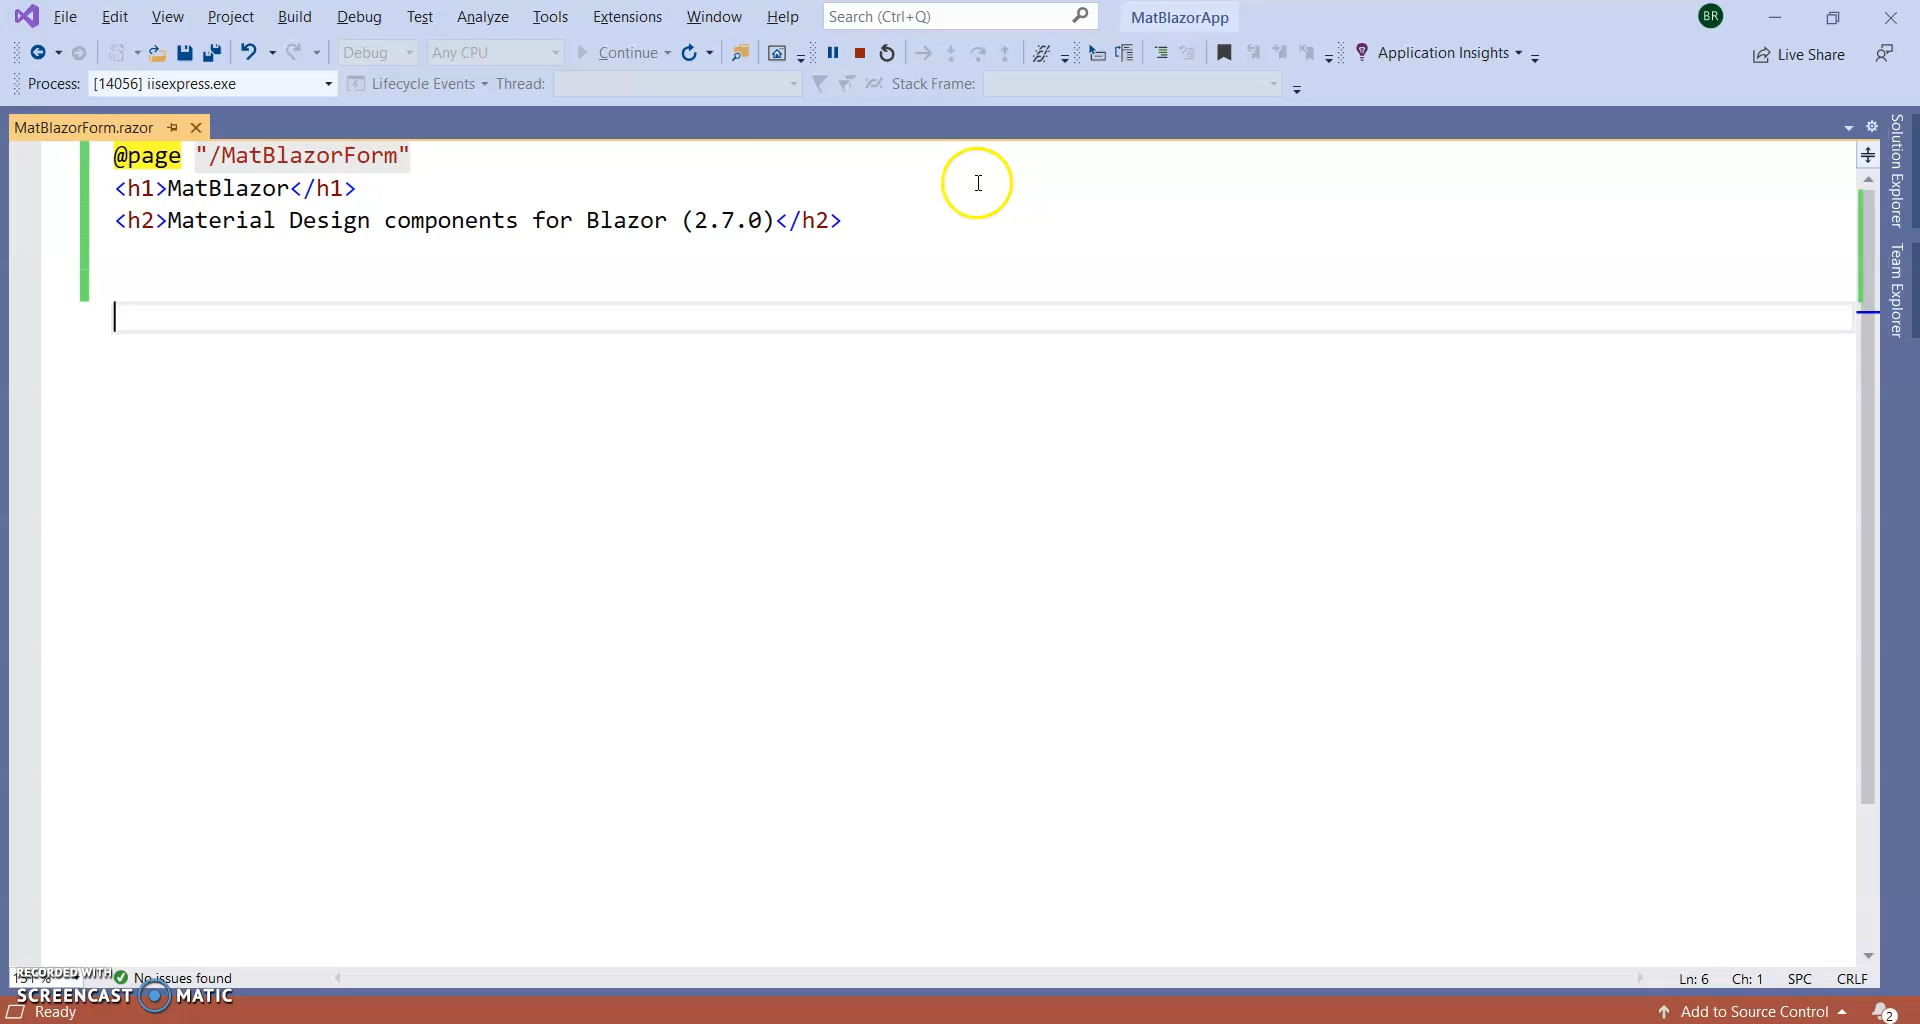 File Edit View Project Build Debug Test Analyze Tools Extensions Window Help Search (Ctrl+Q) MatBlazorApp BR
Debug Any CPU Continue Application Insights Live Share
Process: [14056] iisexpress.exe Lifecycle Events Thread: Stack Frame:
MatBlazorForm.razor
@page "/MatBlazorForm"
<h1>MatBlazor</h1>
<h2>Material Design components for Blazor (2.7.0)</h2>
Solution Explorer
Team Explorer
No issues found Ln: 6 Ch: 1 SPC CRLF
RECORDED WITH
SCREENCAST MATIC
Ready Add to Source Control 2